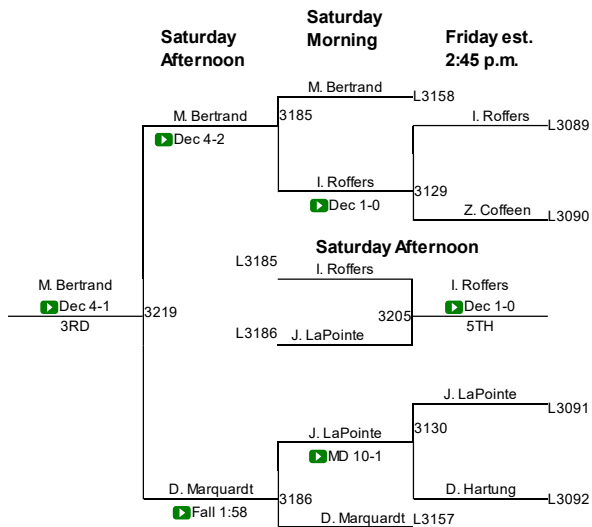 Saturday
Morning
Saturday
Afternoon
Friday est.
2:45 p.m.
M. Bertrand
L3158
M. Bertrand
3185
I. Roffers
L3089
Dec 4-2
I. Roffers
3129
Dec 1-0
Z. Coffeen
L3090
Saturday Afternoon
L3185
I. Roffers
M. Bertrand
I. Roffers
Dec 4-1
3219
3205
Dec 1-0
3RD
5TH
L3186
J. LaPointe
J. LaPointe
L3091
J. LaPointe
3130
MD 10-1
D. Marquardt
3186
D. Hartung
L3092
Fall 1:58
D. Marquardt
L3157